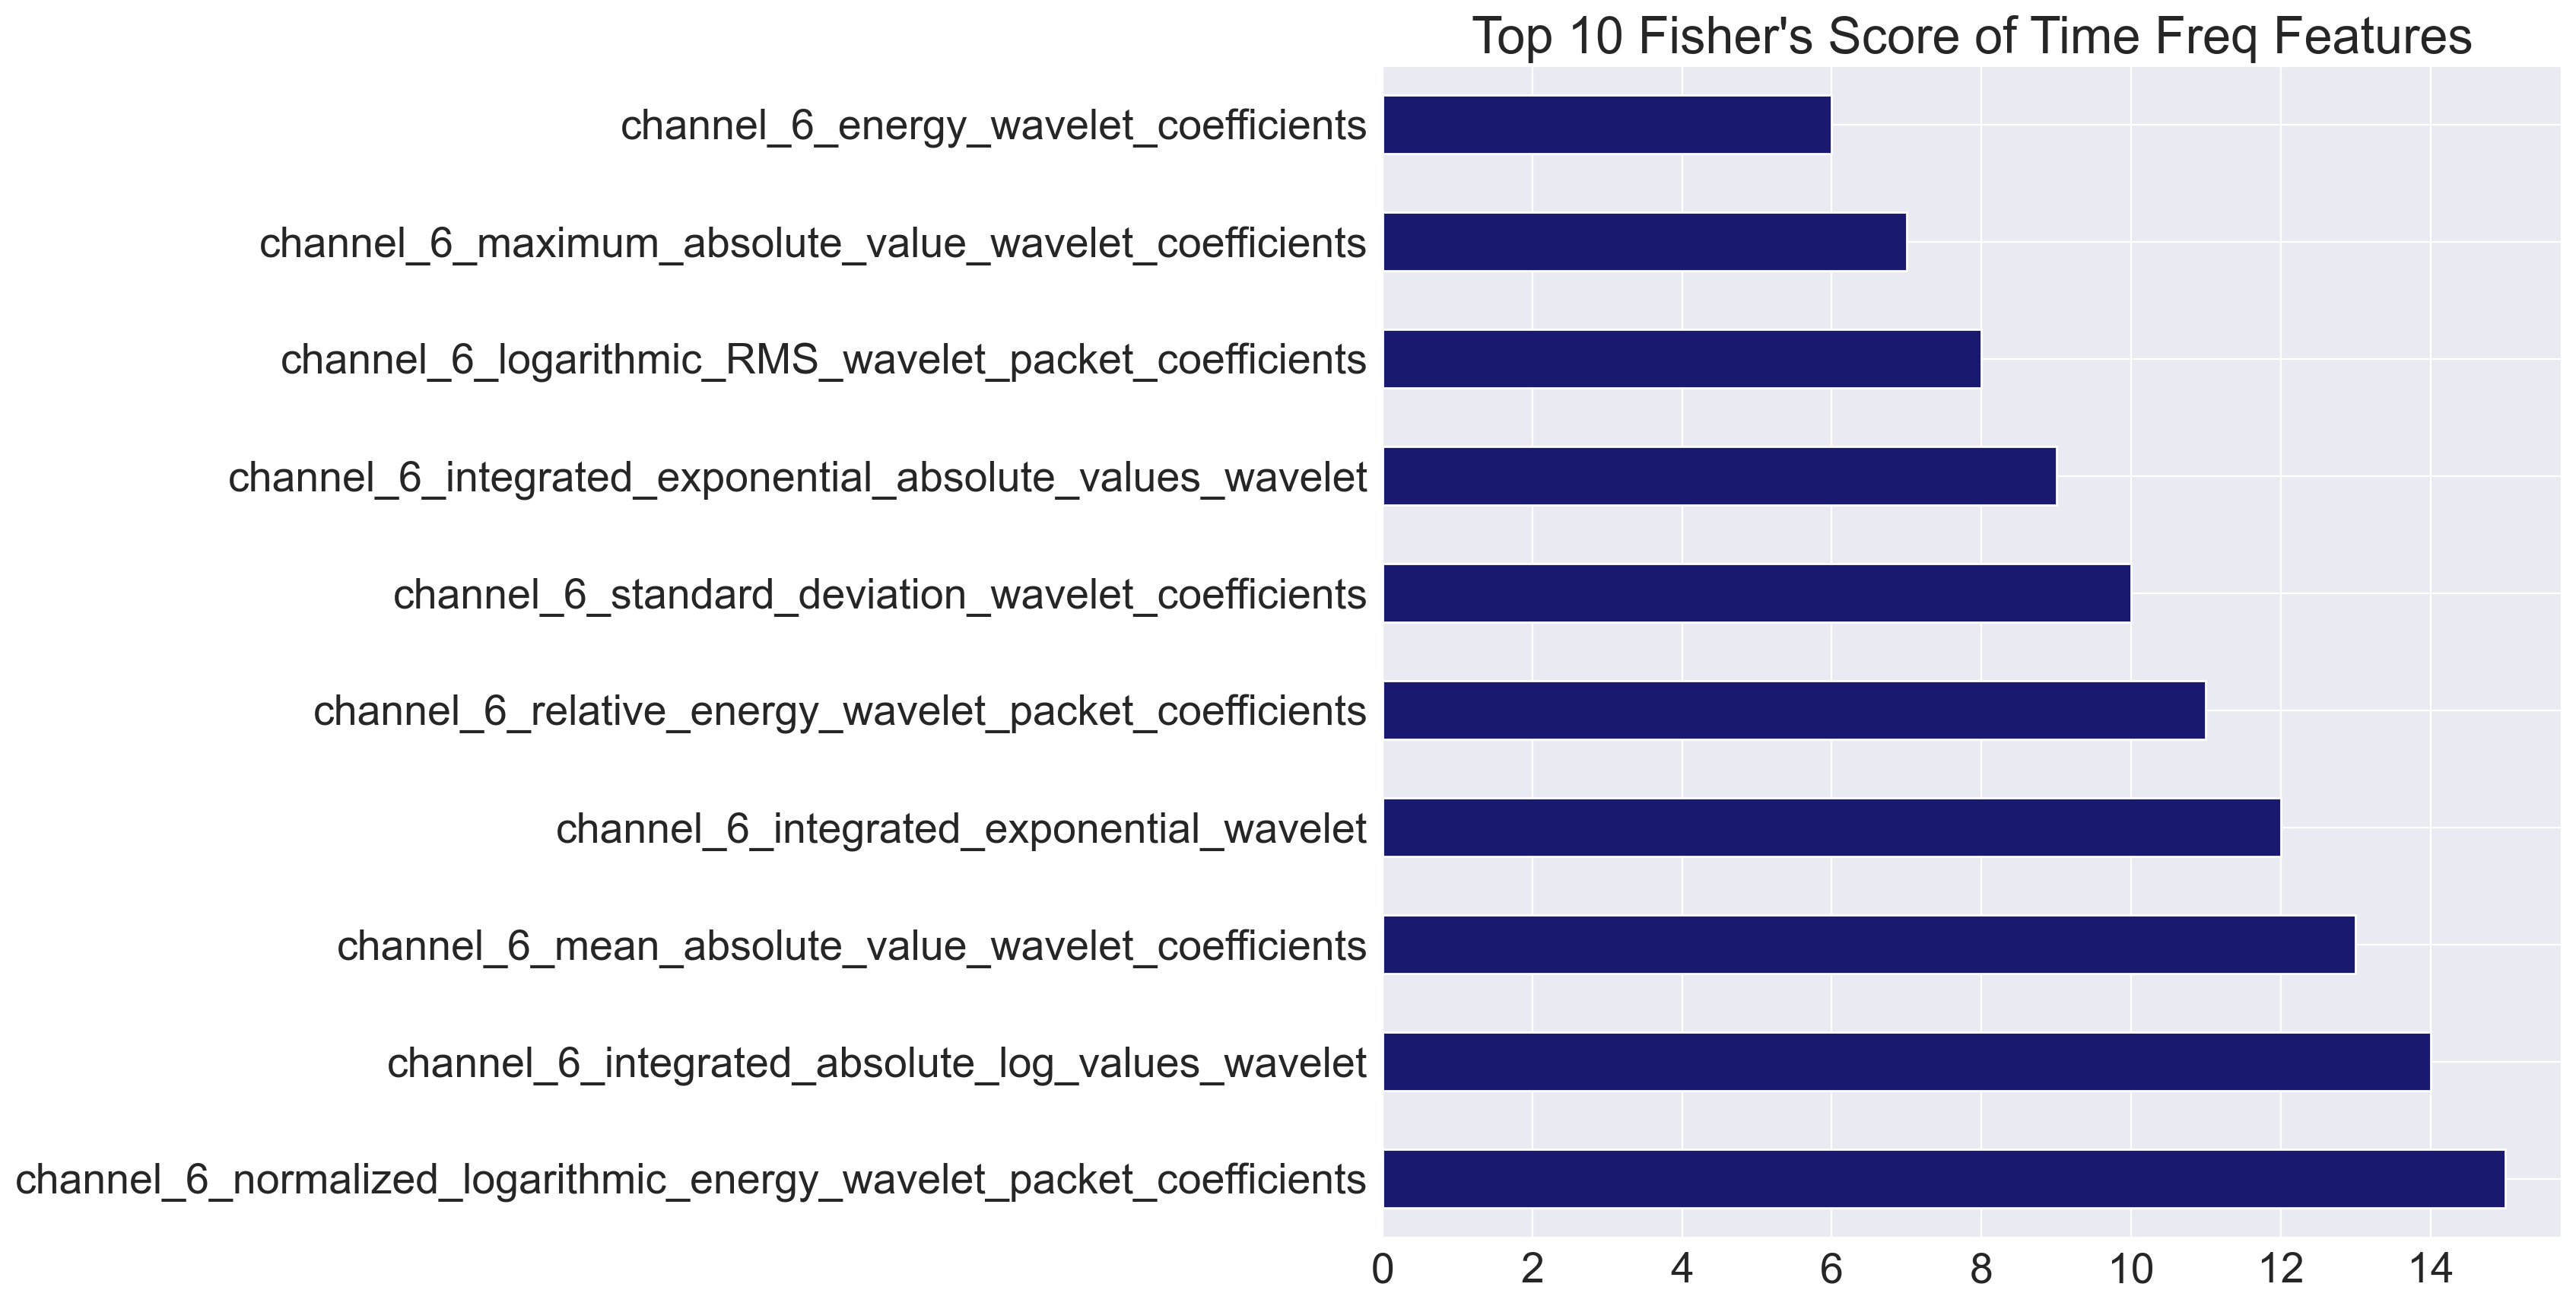 Top 10 Fisher's Score of Time Freq Features
channel_6_energy_wavelet_coefficients
channel_6_maximum_absolute_value_wavelet_coefficients
channel_6_logarithmic_RMS_wavelet_packet_coefficients
channel_6_integrated_exponential_absolute_values_wavelet
channel_6_standard_deviation_wavelet_coefficients
channel_6_relative_energy_wavelet_packet_coefficients
channel_6_integrated_exponential_wavelet
channel_6_mean_absolute_value_wavelet_coefficients
channel_6_integrated_absolute_log_values_wavelet
channel_6_normalized_logarithmic_energy_wavelet_packet_coefficients
0 2 4 6 8 10 12 14